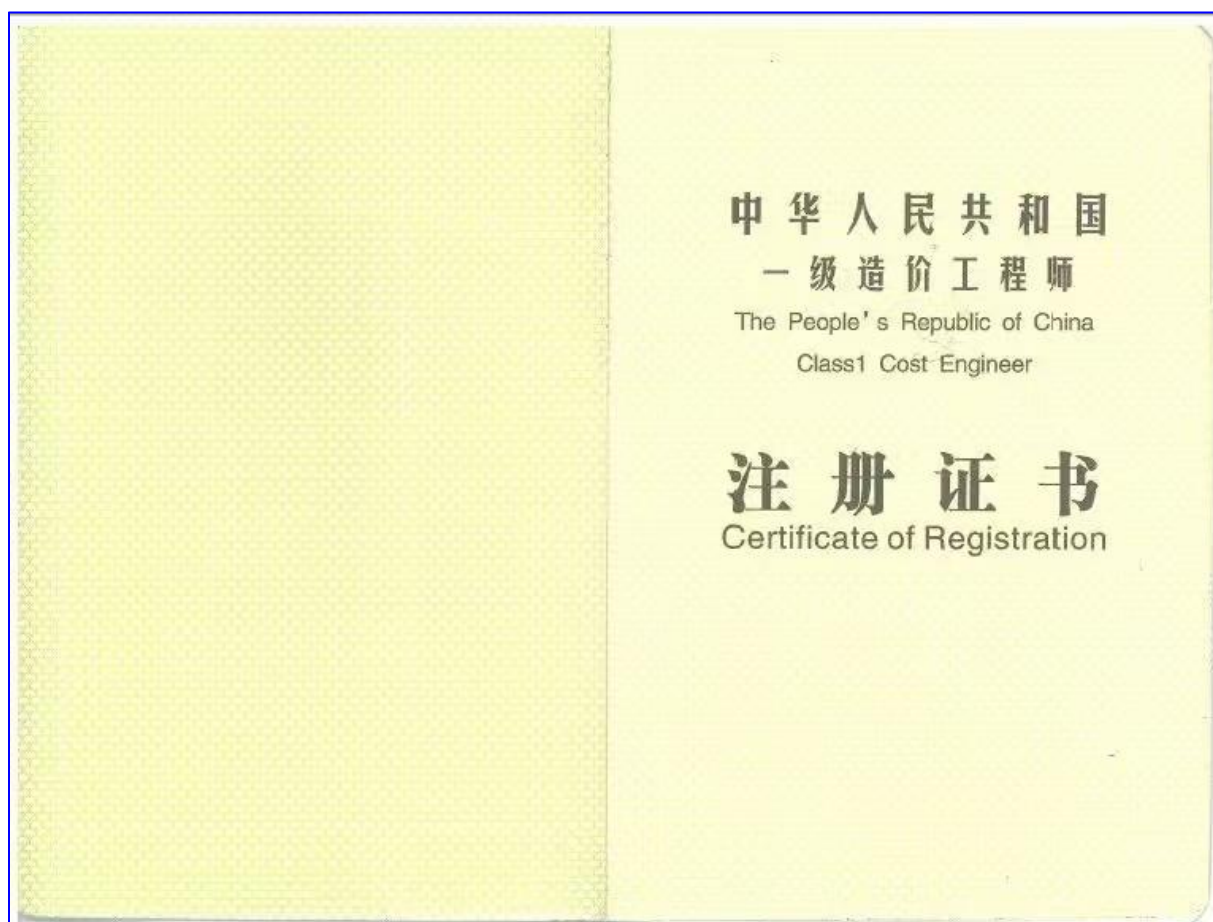 中华人民共和国
一级造价工程师
The People's Republic of China
Class1 Cost Engineer
注册证书
Certificate of Registration